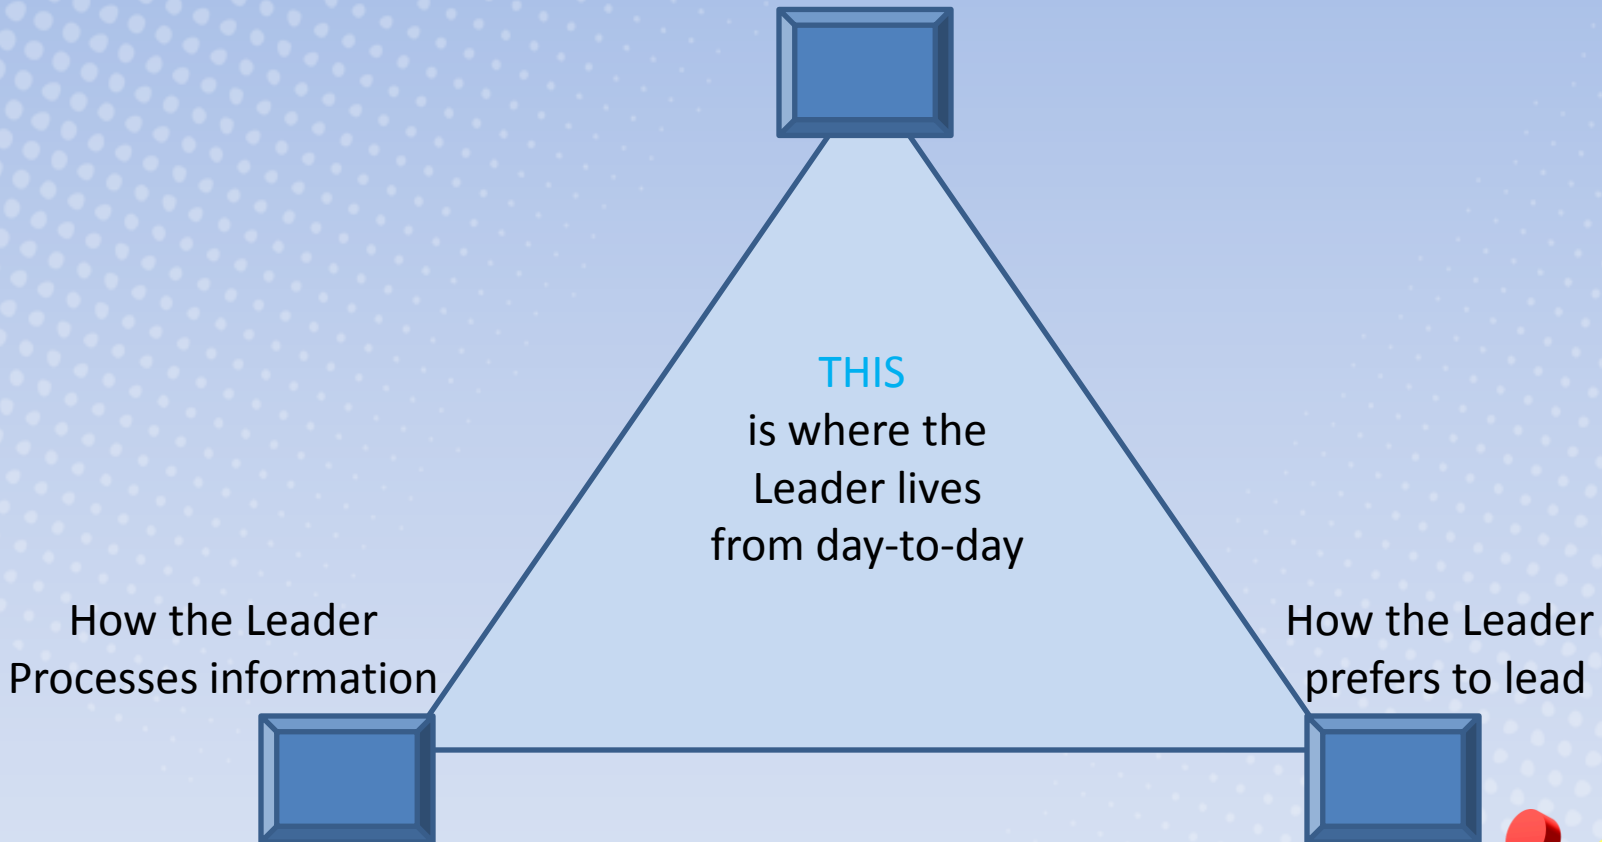 THIS
is where the
Leader lives
from day-to-day
How the Leader
Processes information
How the Leader
prefers to lead